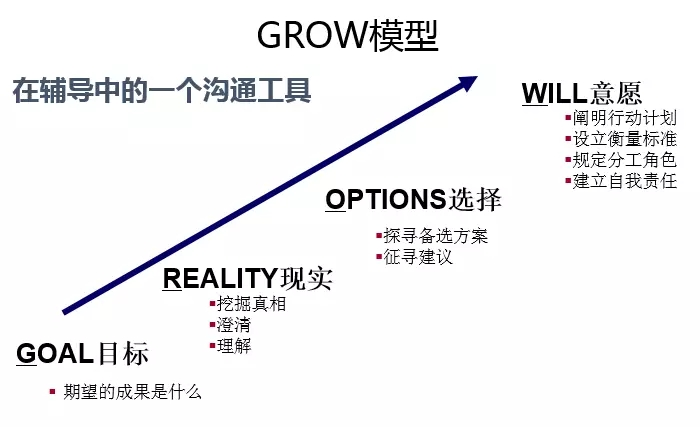 GROW模型
在辅导中的一个沟通工具
WILL意愿
▪阐明行动计划
▪设立衡量标准
▪规定分工角色
▪建立自我责任
OPTIONS选择
▪探寻备选方案
▪征寻建议
REALITY现实
▪挖掘真相
▪澄清
▪理解
GOAL目标
▪ 期望的成果是什么